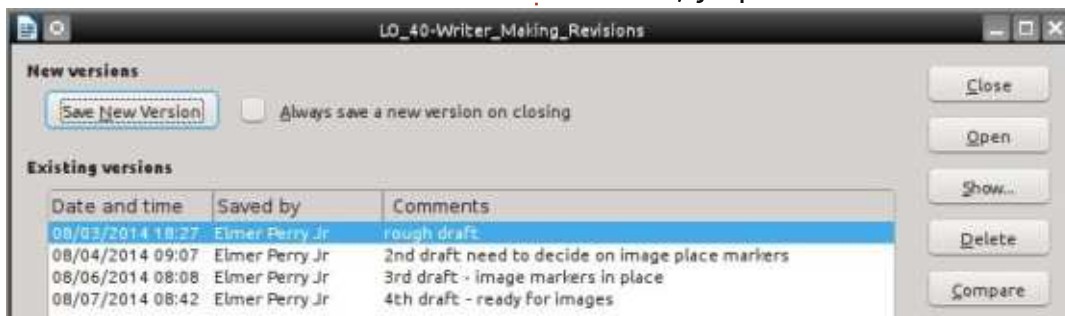 LO_40-Writer_Making_Revisions
New versions
Save New Version
Always save a new version on closing
Close
Open
Existing versions
Show...
Date and time Saved by Comments
08/03/2014 18:27 Elmer Perry Jr rough draft
Delete
08/04/2014 09:07 Elmer Perry Jr 2nd draft need to decide on image place markers
08/06/2014 08:08 Elmer Perry Jr 3rd draft - image markers in place
08/07/2014 08:42 Elmer Perry Jr 4th draft - ready for images
Compare